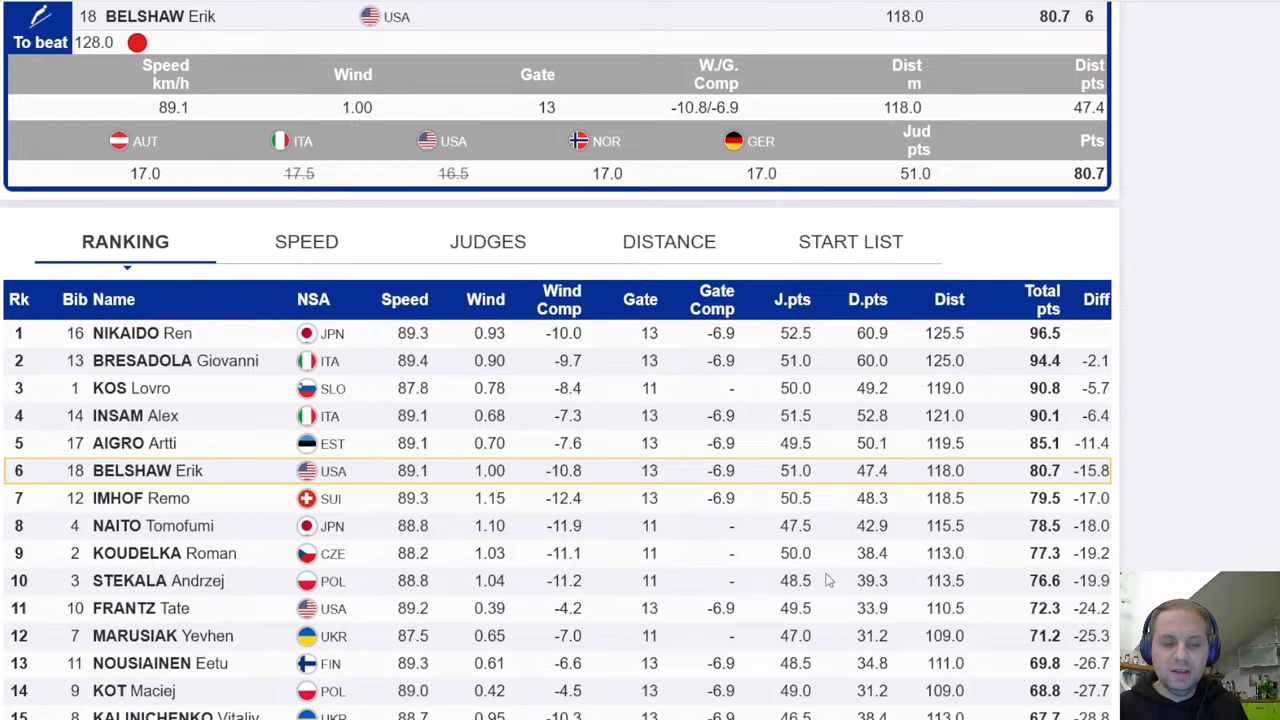 18 BELSHAW Erik USA 118.0 80.7 6
To beat 128.0
Speed km/h Wind Gate W./G. Comp Dist m Dist pts
89.1 1.00 13 -10.8/-6.9 118.0 47.4
AUT ITA USA NOR GER Jud pts Pts
17.0 17.5 16.5 17.0 17.0 51.0 80.7
RANKING SPEED JUDGES DISTANCE START LIST
Rk Bib Name NSA Speed Wind Wind Comp Gate Gate Comp J.pts D.pts Dist Total pts Diff
1 16 NIKAIDO Ren JPN 89.3 0.93 -10.0 13 -6.9 52.5 60.9 125.5 96.5
2 13 BRESADOLA Giovanni ITA 89.4 0.90 -9.7 13 -6.9 51.0 60.0 125.0 94.4 -2.1
3 1 KOS Lovro SLO 87.8 0.78 -8.4 11 - 50.0 49.2 119.0 90.8 -5.7
4 14 INSAM Alex ITA 89.1 0.68 -7.3 13 -6.9 51.5 52.8 121.0 90.1 -6.4
5 17 AIGRO Artti EST 89.1 0.70 -7.6 13 -6.9 49.5 50.1 119.5 85.1 -11.4
6 18 BELSHAW Erik USA 89.1 1.00 -10.8 13 -6.9 51.0 47.4 118.0 80.7 -15.8
7 12 IMHOF Remo SUI 89.3 1.15 -12.4 13 -6.9 50.5 48.3 118.5 79.5 -17.0
8 4 NAITO Tomofumi JPN 88.8 1.10 -11.9 11 - 47.5 42.9 115.5 78.5 -18.0
9 2 KOUDELKA Roman CZE 88.2 1.03 -11.1 11 - 50.0 38.4 113.0 77.3 -19.2
10 3 STEKALA Andrzej POL 88.8 1.04 -11.2 11 - 48.5 39.3 113.5 76.6 -19.9
11 10 FRANTZ Tate USA 89.2 0.39 -4.2 13 -6.9 49.5 33.9 110.5 72.3 -24.2
12 7 MARUSIAK Yevhen UKR 87.5 0.65 -7.0 11 - 47.0 31.2 109.0 71.2 -25.3
13 11 NOUSIAINEN Eetu FIN 89.3 0.61 -6.6 13 -6.9 48.5 34.8 111.0 69.8 -26.7
14 9 KOT Maciej POL 89.0 0.42 -4.5 13 -6.9 49.0 31.2 109.0 68.8 -27.7
15 8 KALINICHENKO Vitaliy UKR 88.7 0.95 -10.3 13 -6.9 46.5 38.4 113.0 67.7 -28.8